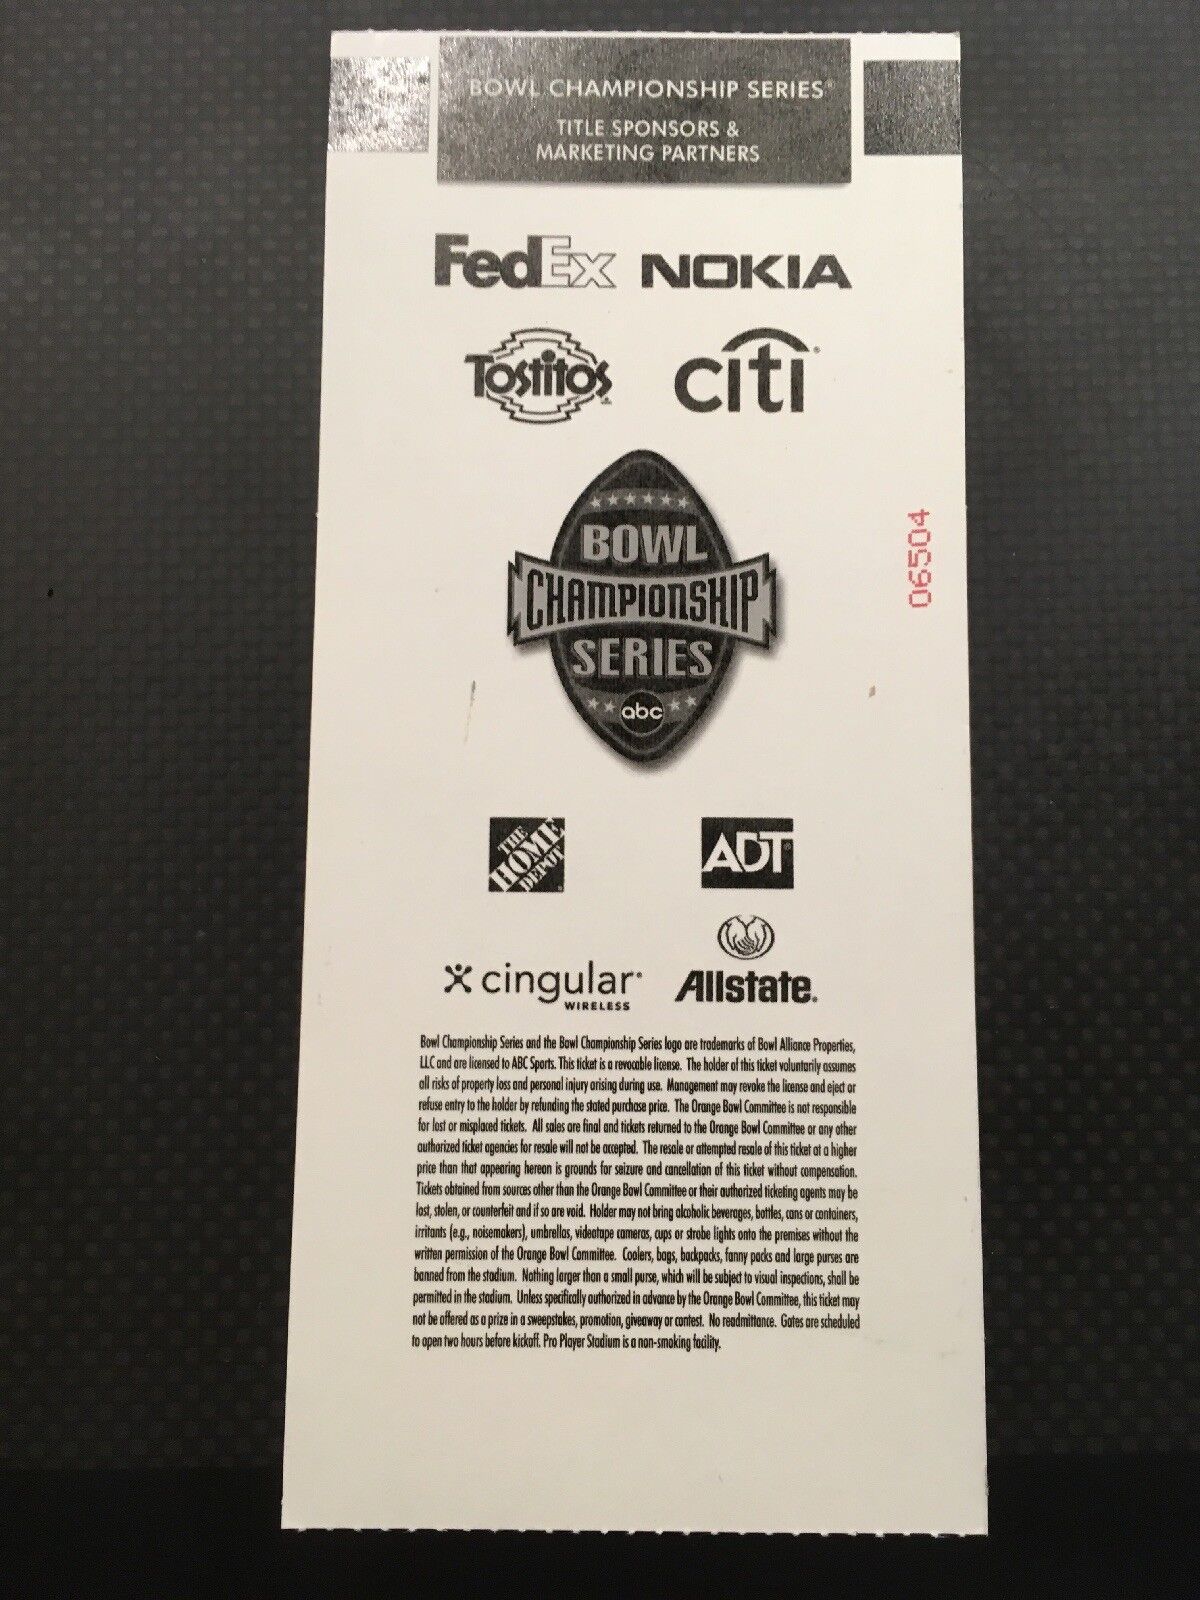 BOWL CHAMPIONSHIP SERIES®
TITLE SPONSORS &
MARKETING PARTNERS
FedEx NOKIA
Tostitos citi®
BOWL
CHAMPIONSHIP
SERIES
abc
06504
THE HOME DEPOT ADT®
cingular® Allstate®
WIRELESS
Bowl Championship Series and the Bowl Championship Series logo are trademarks of Bowl Alliance Properties,
LLC and are licensed to ABC Sports. This ticket is a revocable license. The holder of this ticket voluntarily assumes
all risks of property loss and personal injury arising during use. Management may revoke the license and eject or
refuse entry to the holder by refunding the stated purchase price. The Orange Bowl Committee is not responsible
for lost or misplaced tickets. All sales are final and tickets returned to the Orange Bowl Committee or any other
authorized ticket agencies for resale will not be accepted. The resale or attempted resale of this ticket at a higher
price than that appearing hereon is grounds for seizure and cancellation of this ticket without compensation.
Tickets obtained from sources other than the Orange Bowl Committee or their authorized ticketing agents may be
lost, stolen, or counterfeit and if so are void. Holder may not bring alcoholic beverages, bottles, cans or containers,
irritants (e.g., noisemakers), umbrellas, videotape cameras, cups or strobe lights onto the premises without the
written permission of the Orange Bowl Committee. Coolers, bags, backpacks, fanny packs and large purses are
banned from the stadium. Nothing larger than a small purse, which will be subject to visual inspections, shall be
permitted in the stadium. Unless specifically authorized in advance by the Orange Bowl Committee, this ticket may
not be offered as a prize in a sweepstakes, promotion, giveaway or contest. No readmittance. Gates are scheduled
to open two hours before kickoff. Pro Player Stadium is a non-smoking facility.